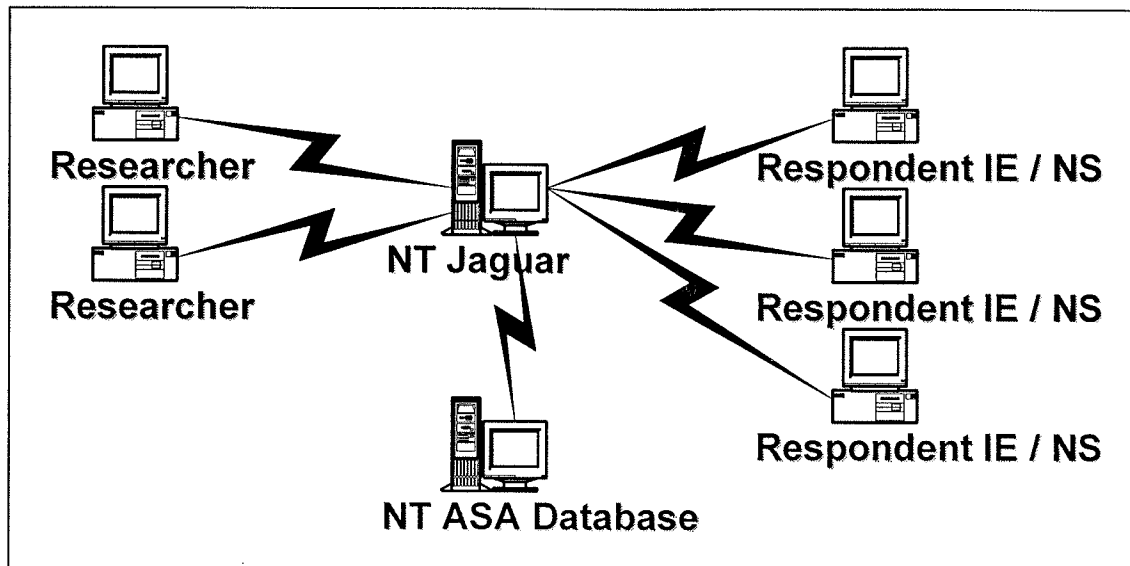 Researcher
Respondent IE / NS
Researcher
NT Jaguar
Respondent IE / NS
Respondent IE / NS
NT ASA Database